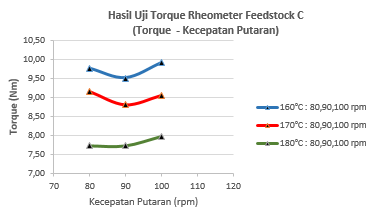 Hasil Uji Torque Rheometer Feedstock C
(Torque - Kecepatan Putaran)
10,50
10,00
9,50
9,00
8,50
8,00
7,50
7,00
Torque (Nm)
70 80 90 100 110 120
Kecepatan Putaran (rpm)
160°C : 80,90,100 rpm
170°C : 80,90,100 rpm
180°C : 80,90,100 rpm